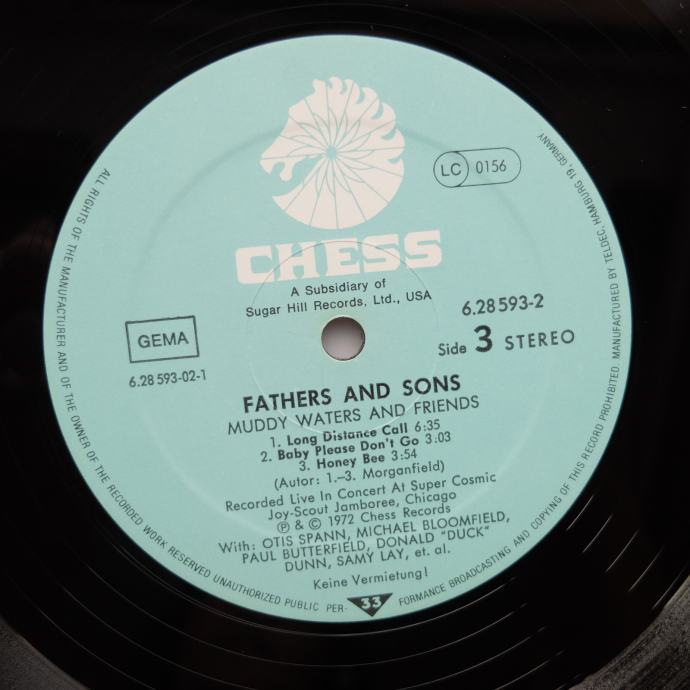 CHESS
LC 0156
A Subsidiary of
Sugar Hill Records, Ltd., USA
6.28 593-2
GEMA
Side 3 STEREO
6.28 593-02-1
FATHERS AND SONS
MUDDY WATERS AND FRIENDS
1. Long Distance Call 6:35
2. Baby Please Don't Go 3:03
3. Honey Bee 3:54
(Autor: 1.–3. Morganfield)
Recorded Live In Concert At Super Cosmic
Joy-Scout Jamboree, Chicago
℗ & © 1972 Chess Records
With: OTIS SPANN, MICHAEL BLOOMFIELD,
PAUL BUTTERFIELD, DONALD "DUCK"
DUNN, SAMY LAY, et. al.
Keine Vermietung!
33
ALL RIGHTS OF THE MANUFACTURER AND OF THE OWNER OF THE RECORDED WORK RESERVED UNAUTHORIZED PUBLIC PER- FORMANCE BROADCASTING AND COPYING OF THIS RECORD PROHIBITED. MANUFACTURED BY TELDEC, HAMBURG 19, GERMANY